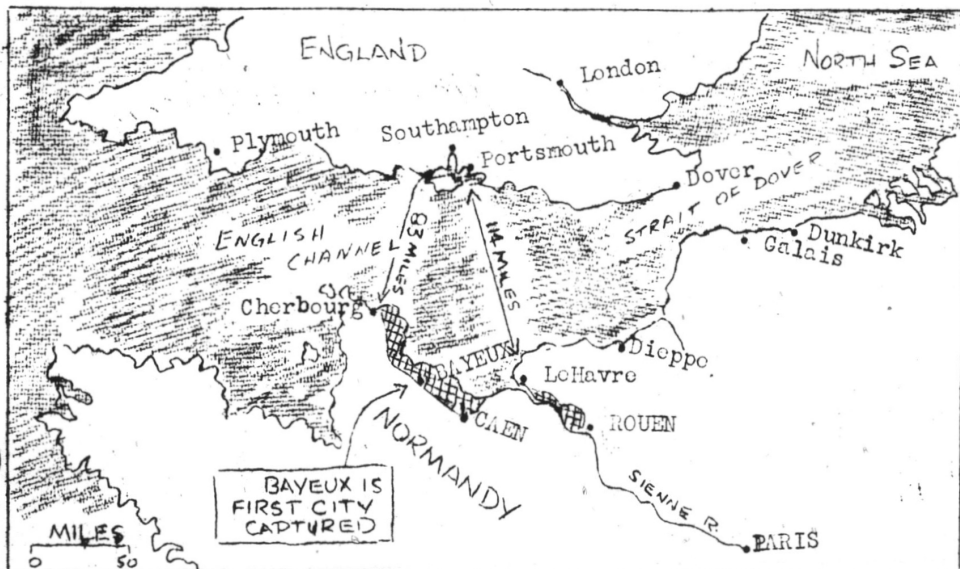 ENGLAND
NORTH SEA
London
Plymouth
Southampton
Portsmouth
Dover
STRAIT OF DOVER
ENGLISH
CHANNEL
83 MILES
114 MILES
Dunkirk
Galais
Cherbourg
BAYEUX
Dieppe
LeHavre
CAEN
ROUEN
NORMANDY
BAYEUX IS
FIRST CITY
CAPTURED
SIENNE R.
PARIS
MILES
0 50